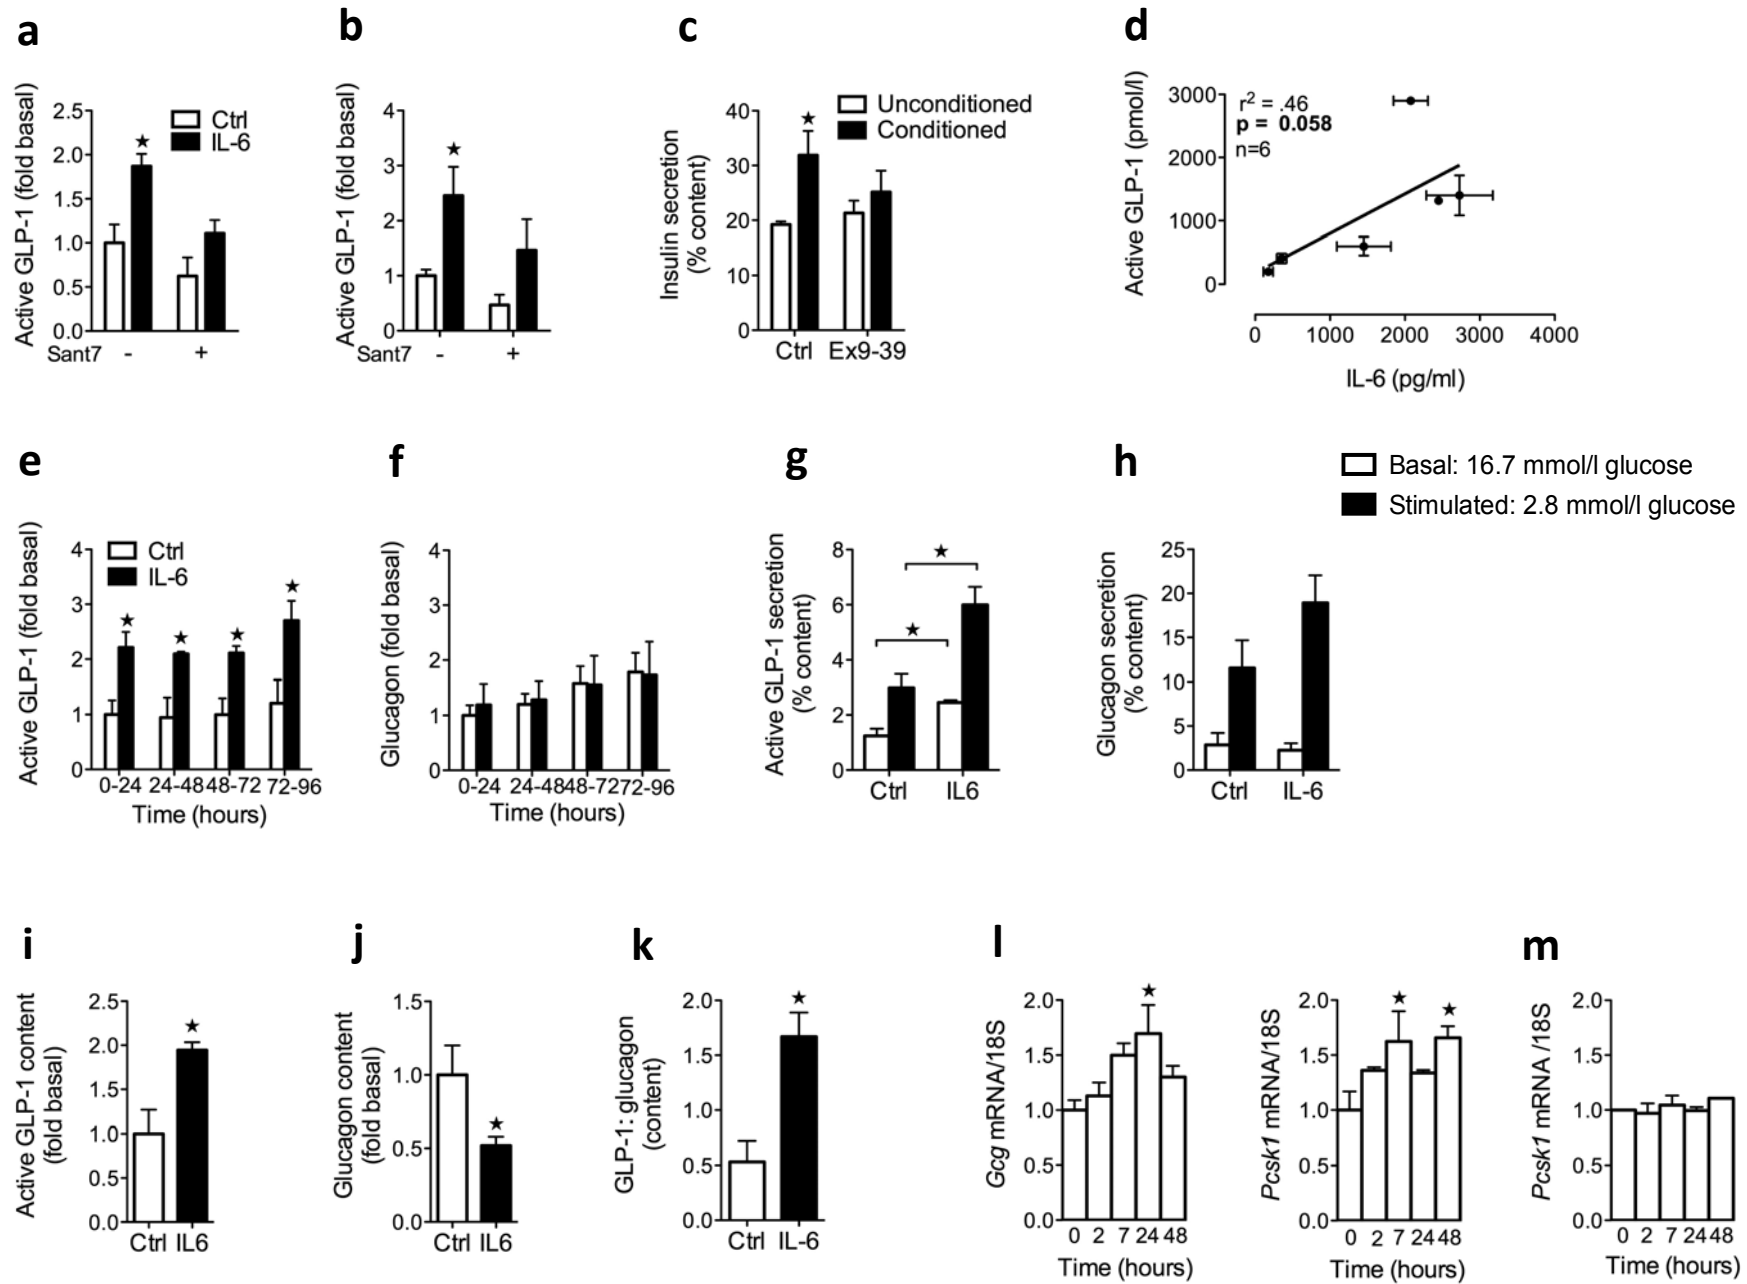 a
Active GLP-1 (fold basal)
2.5
2.0
1.5
1.0
0.5
0.0
Ctrl
IL-6
★
Sant7 - +
b
Active GLP-1 (fold basal)
4
3
2
1
0
★
Sant7 - +
c
Insulin secretion
(% content)
40
30
20
10
0
Unconditioned
Conditioned
★
Ctrl Ex9-39
d
Active GLP-1 (pmol/l)
3000
2000
1000
0
r² = .46
p = 0.058
n=6
0 1000 2000 3000 4000
IL-6 (pg/ml)
e
Active GLP-1 (fold basal)
4
3
2
1
0
Ctrl
IL-6
★ ★ ★ ★
0-24 24-48 48-72 72-96
Time (hours)
f
Glucagon (fold basal)
4
3
2
1
0
0-24 24-48 48-72 72-96
Time (hours)
g
Active GLP-1 secretion
(% content)
8
6
4
2
0
★
★
Ctrl IL6
h
Basal: 16.7 mmol/l glucose
Stimulated: 2.8 mmol/l glucose
Glucagon secretion
(% content)
25
20
15
10
5
0
Ctrl IL-6
i
Active GLP-1 content
(fold basal)
2.5
2.0
1.5
1.0
0.5
0.0
★
Ctrl IL6
j
Glucagon content
(fold basal)
1.5
1.0
0.5
0.0
★
Ctrl IL6
k
GLP-1: glucagon
(content)
2.0
1.5
1.0
0.5
0.0
★
Ctrl IL-6
l
Gcg mRNA/18S
2.0
1.5
1.0
0.5
0.0
★
0 2 7 24 48
Time (hours)
Pcsk1 mRNA/18S
2.0
1.5
1.0
0.5
0.0
★ ★
0 2 7 24 48
Time (hours)
m
Pcsk1 mRNA /18S
2.0
1.5
1.0
0.5
0.0
0 2 7 24 48
Time (hours)